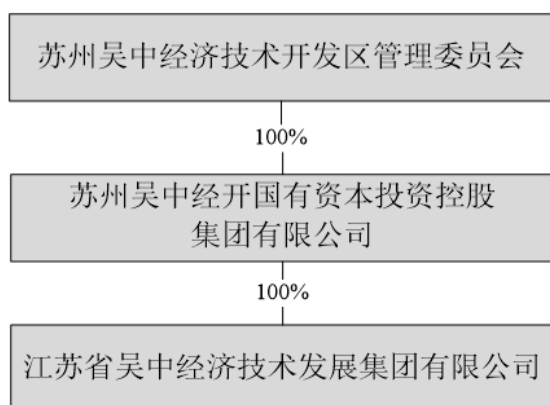 苏州吴中经济技术开发区管理委员会
100%
苏州吴中经开国有资本投资控股
集团有限公司
100%
江苏省吴中经济技术发展集团有限公司